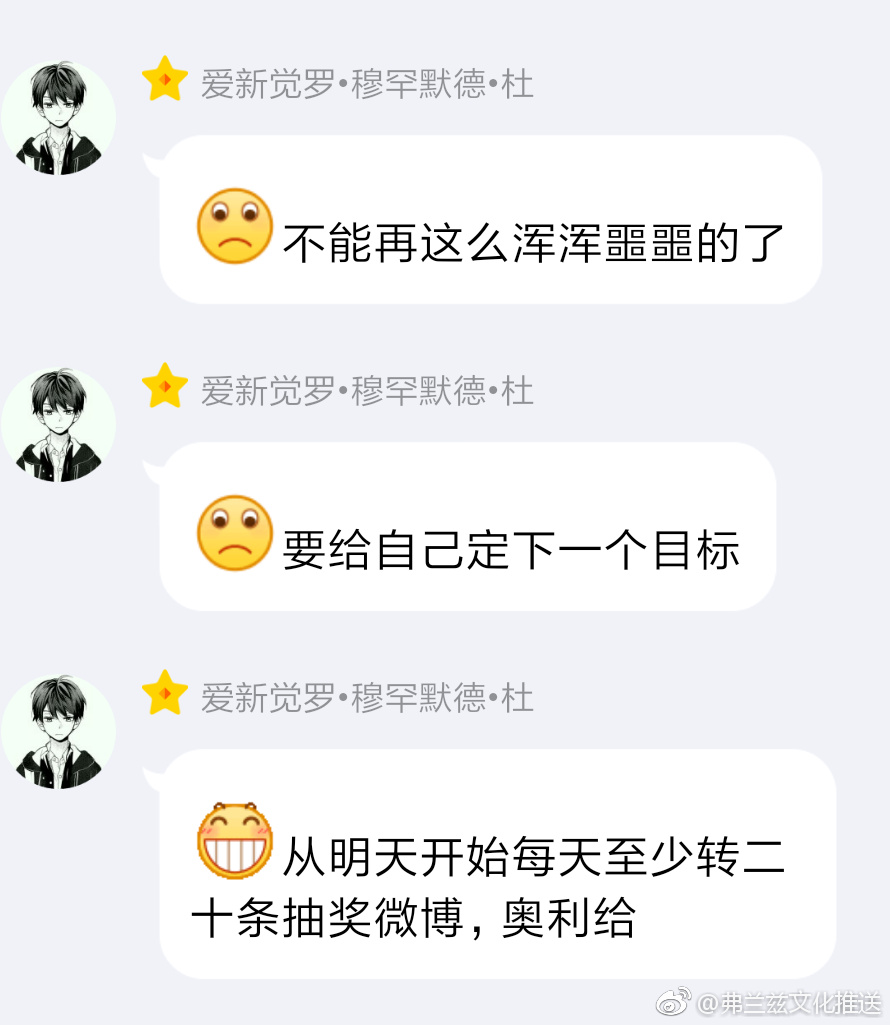 爱新觉罗•穆罕默德•杜
不能再这么浑浑噩噩的了
爱新觉罗•穆罕默德•杜
要给自己定下一个目标
爱新觉罗•穆罕默德•杜
从明天开始每天至少转二
十条抽奖微博，奥利给
@弗兰兹文化推送